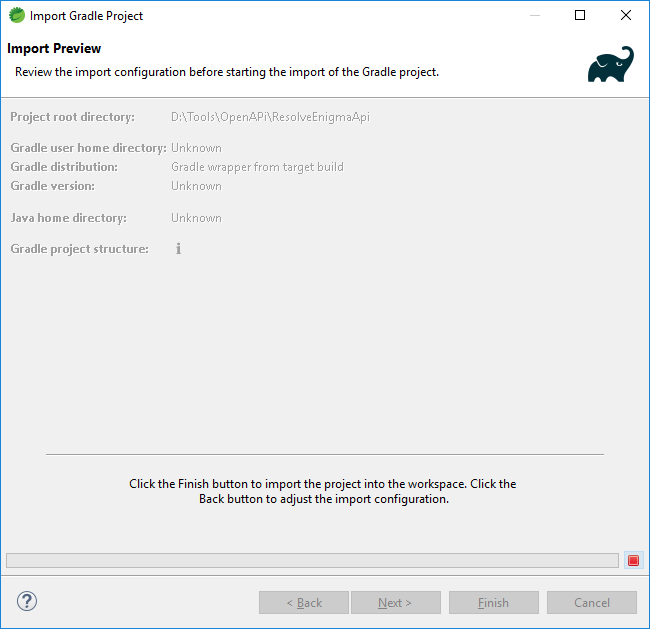 Import Gradle Project
Import Preview
Review the import configuration before starting the import of the Gradle project.
Project root directory: D:\Tools\OpenAPi\ResolveEnigmaApi
Gradle user home directory: Unknown
Gradle distribution: Gradle wrapper from target build
Gradle version: Unknown
Java home directory: Unknown
Gradle project structure:
Click the Finish button to import the project into the workspace. Click the
Back button to adjust the import configuration.
< Back Next > Finish Cancel